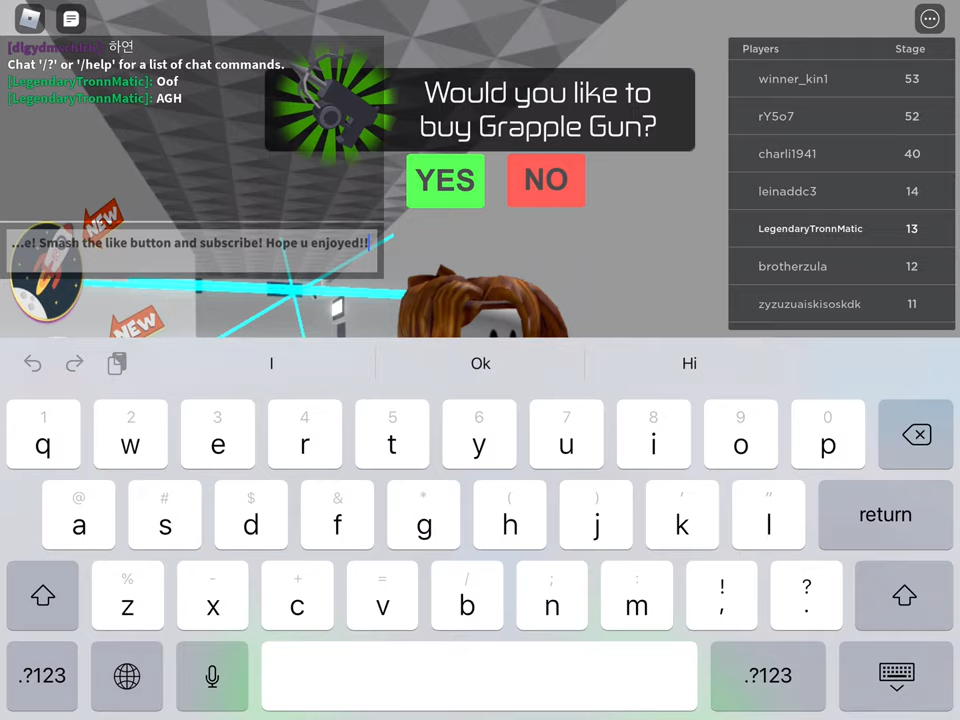 하연
Chat '/?' or '/help' for a list of chat commands.
[LegendaryTronnMatic]: Oof
[LegendaryTronnMatic]: AGH
Would you like to
buy Grapple Gun?
YES NO
Players Stage
winner_kin1 53
rY5o7 52
charli1941 40
leinaddc3 14
LegendaryTronnMatic 13
brotherzula 12
zyzuzuaiskisoskdk 11
NEW
...e! Smash the like button and subscribe! Hope u enjoyed!!
NEW
I Ok Hi
1 2 3 4 5 6 7 8 9 0
q w e r t y u i o p
@ # $ & * ( ) ' "
a s d f g h j k l return
% - + = / ; : ! ?
z x c v b n m , .
.?123 .?123